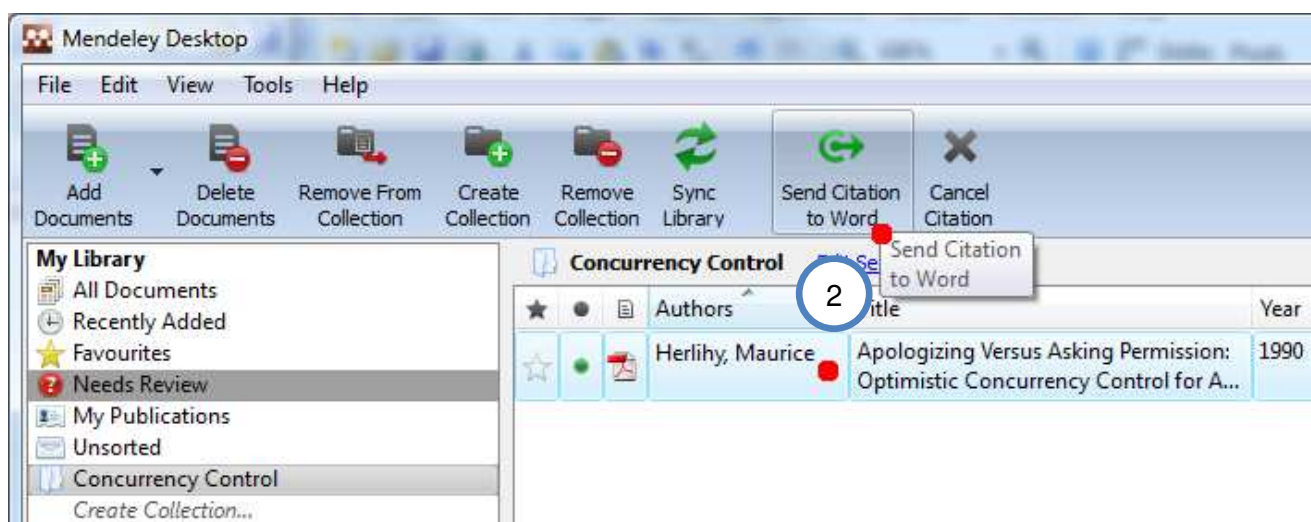 Mendeley Desktop
File Edit View Tools Help
Add Documents
Delete Documents
Remove From Collection
Create Collection
Remove Collection
Sync Library
Send Citation to Word
Cancel Citation
Send Citation
to Word
My Library
All Documents
Recently Added
Favourites
Needs Review
My Publications
Unsorted
Concurrency Control
Create Collection...
Concurrency Control
2
Authors Year
Herlihy, Maurice Apologizing Versus Asking Permission: 1990
Optimistic Concurrency Control for A...